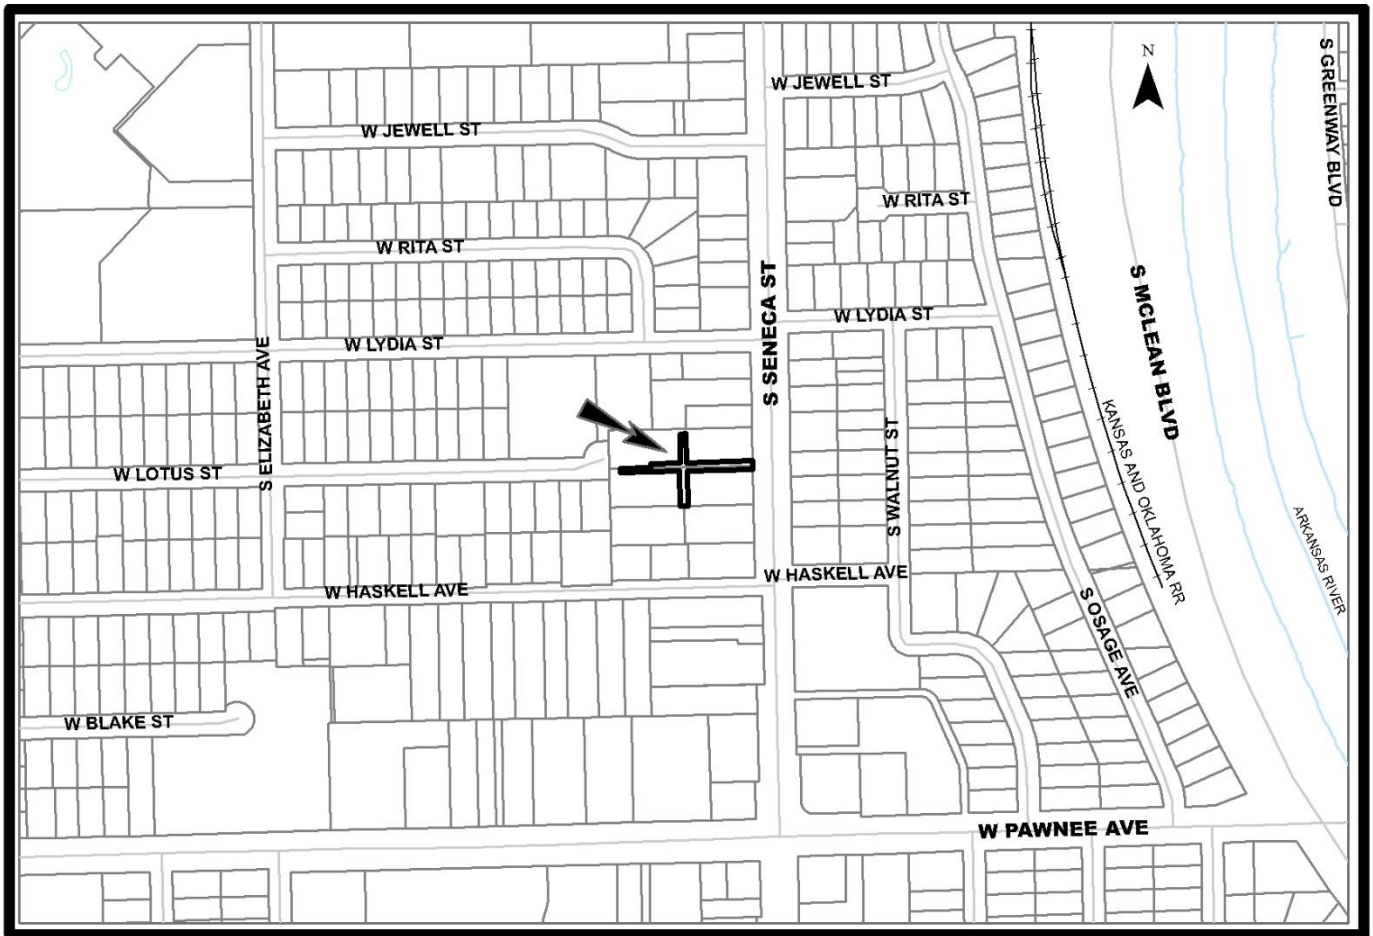 N
S GREENWAY BLVD
W JEWELL ST
W JEWELL ST
W RITA ST
W RITA ST
S SENECA ST
S MCLEAN BLVD
W LYDIA ST
W LYDIA ST
S ELIZABETH AVE
KANSAS AND OKLAHOMA RR
S WALNUT ST
W LOTUS ST
ARKANSAS RIVER
W HASKELL AVE
W HASKELL AVE
S OSAGE AVE
W BLAKE ST
W PAWNEE AVE